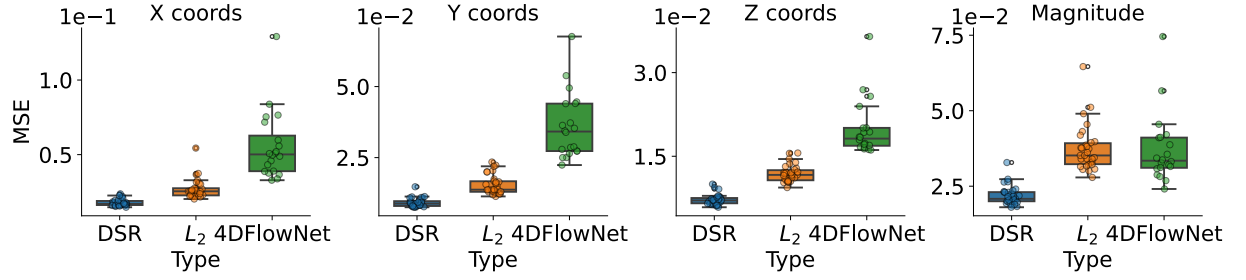 X coords
1e−1
MSE
1.0
0.5
DSR L₂ 4DFlowNet
Type
Y coords
1e−2
5.0
2.5
DSR L₂ 4DFlowNet
Type
Z coords
1e−2
3.0
1.5
DSR L₂ 4DFlowNet
Type
Magnitude
1e−2
7.5
5.0
2.5
DSR L₂ 4DFlowNet
Type